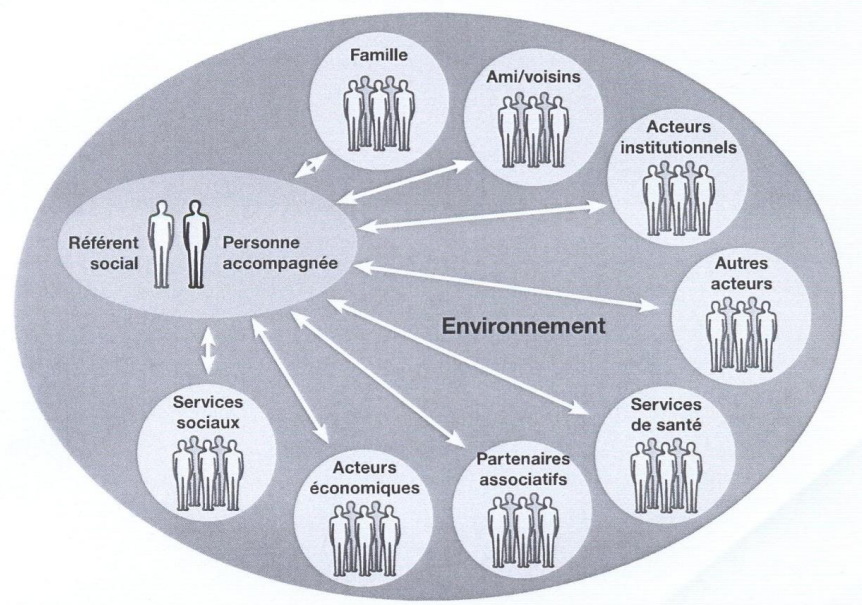 Famille
Ami/voisins
Acteurs
institutionnels
Référent
social
Personne
accompagnée
Autres
acteurs
Environnement
Services
sociaux
Services
de santé
Acteurs
économiques
Partenaires
associatifs